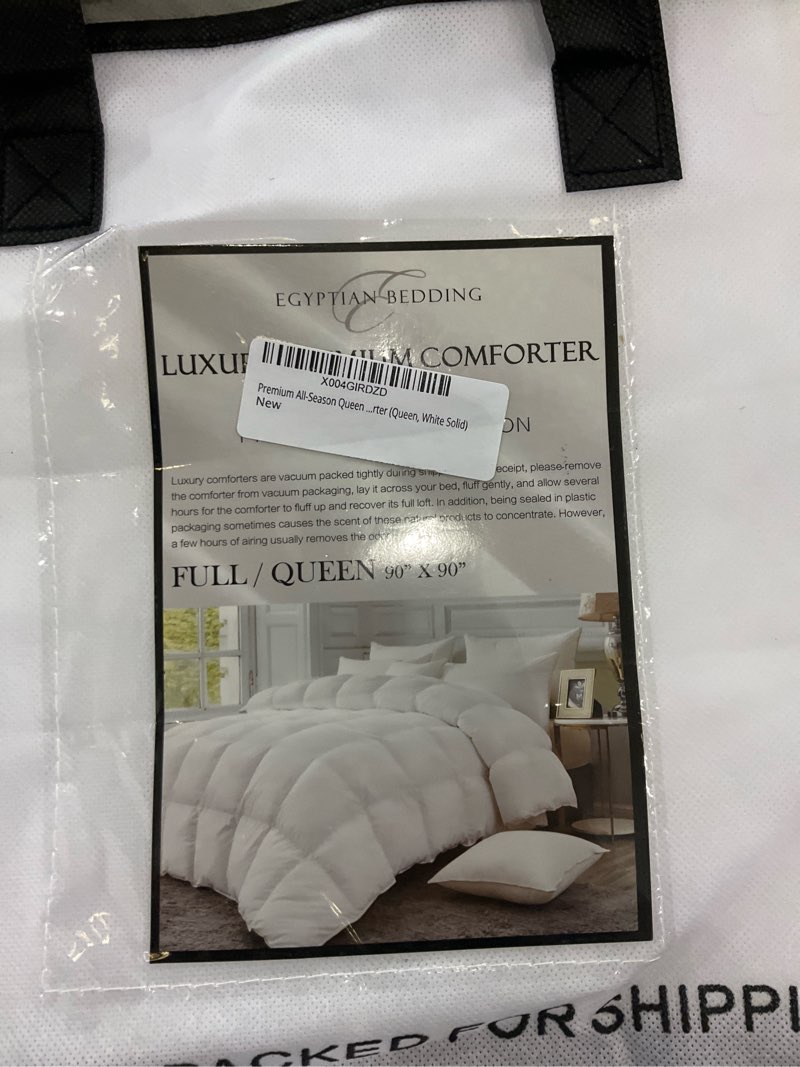 EGYPTIAN BEDDING
LUXURY PREMIUM COMFORTER
X004GIRDZD
Premium All-Season Queen ...rter (Queen, White Solid)
New
ON
Luxury comforters are vacuum packed tightly during receipt, please remove
the comforter from vacuum packaging, lay it across your bed, fluff gently, and allow several
hours for the comforter to fluff up and recover its full loft. In addition, being sealed in plastic
packaging sometimes causes the scent of these natural products to concentrate. However,
a few hours of airing usually removes the
FULL / QUEEN 90” X 90”
PACKED FOR SHIPPI